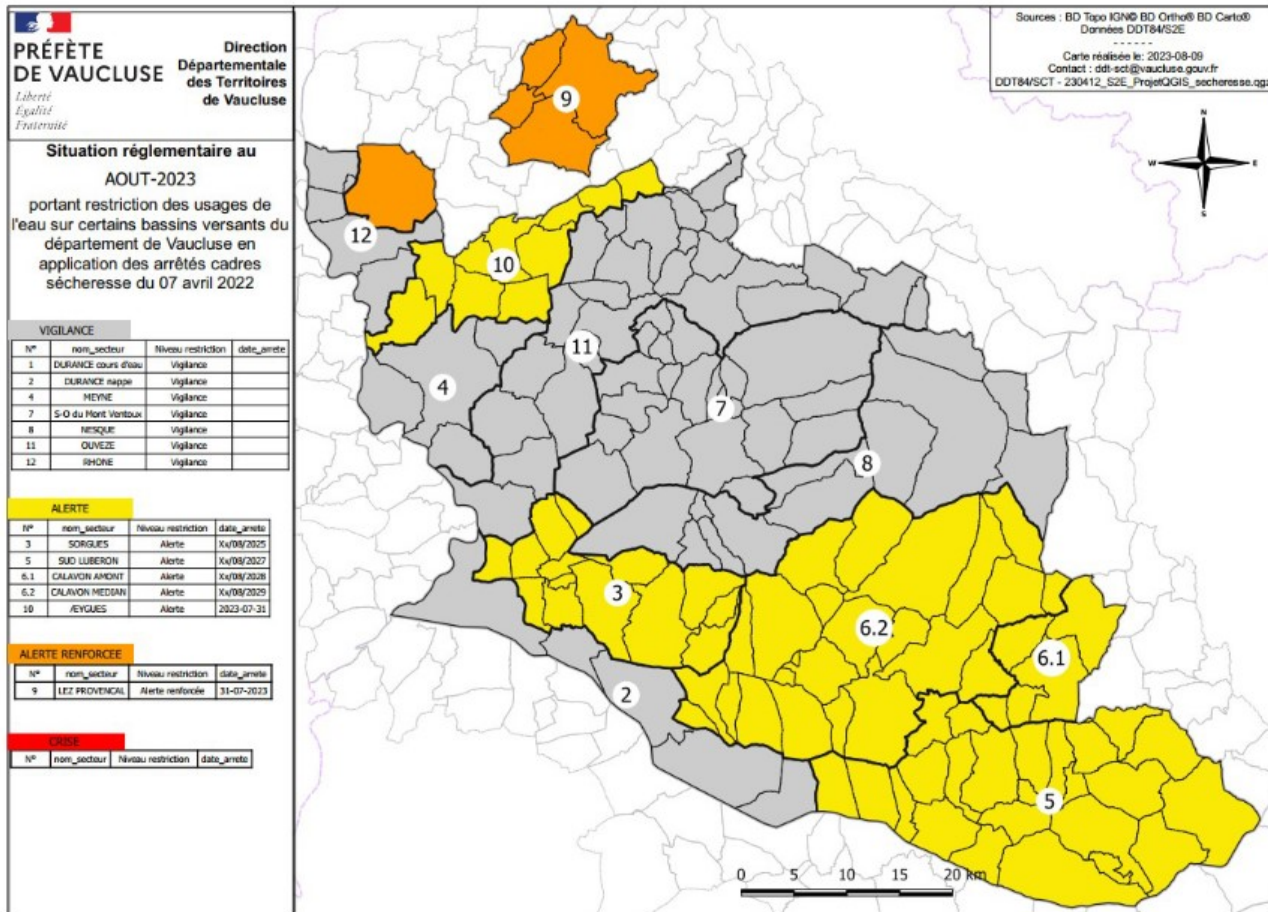 PRÉFÈTE
DE VAUCLUSE
Liberté
Égalité
Fraternité
Direction
Départementale
des Territoires
de Vaucluse
Situation réglementaire au
AOUT-2023
portant restriction des usages de
l'eau sur certains bassins versants du
département de Vaucluse en
application des arrêtés cadres
sécheresse du 07 avril 2022
VIGILANCE
N° nom_secteur Niveau restriction date_arrete
1 DURANCE cours d'eau Vigilance
2 DURANCE nappe Vigilance
4 MEYNE Vigilance
7 S-O du Mont Ventoux Vigilance
8 NESQUE Vigilance
11 OUVEZE Vigilance
12 RHONE Vigilance
ALERTE
N° nom_secteur Niveau restriction date_arrete
3 SORGUES Alerte Xx/08/2025
5 SUD LUBERON Alerte Xx/08/2027
6.1 CALAVON AMONT Alerte Xx/08/2028
6.2 CALAVON MEDIAN Alerte Xx/08/2029
10 ÆYGUES Alerte 2023-07-31
ALERTE RENFORCEE
N° nom_secteur Niveau restriction date_arrete
9 LEZ PROVENCAL Alerte renforcée 31-07-2023
CRISE
N° nom_secteur Niveau restriction date_arrete
Sources : BD Topo IGN© BD Ortho® BD Carto®
Données DDT84/S2E
------
Carte réalisée le: 2023-08-09
Contact : ddt-sct@vaucluse.gouv.fr
DDT84/SCT - 230412_S2E_ProjetQGIS_secheresse.qgz
N
W E
S
9
12
10
11
4
7
8
3
6.2
6.1
2
5
0 5 10 15 20 km